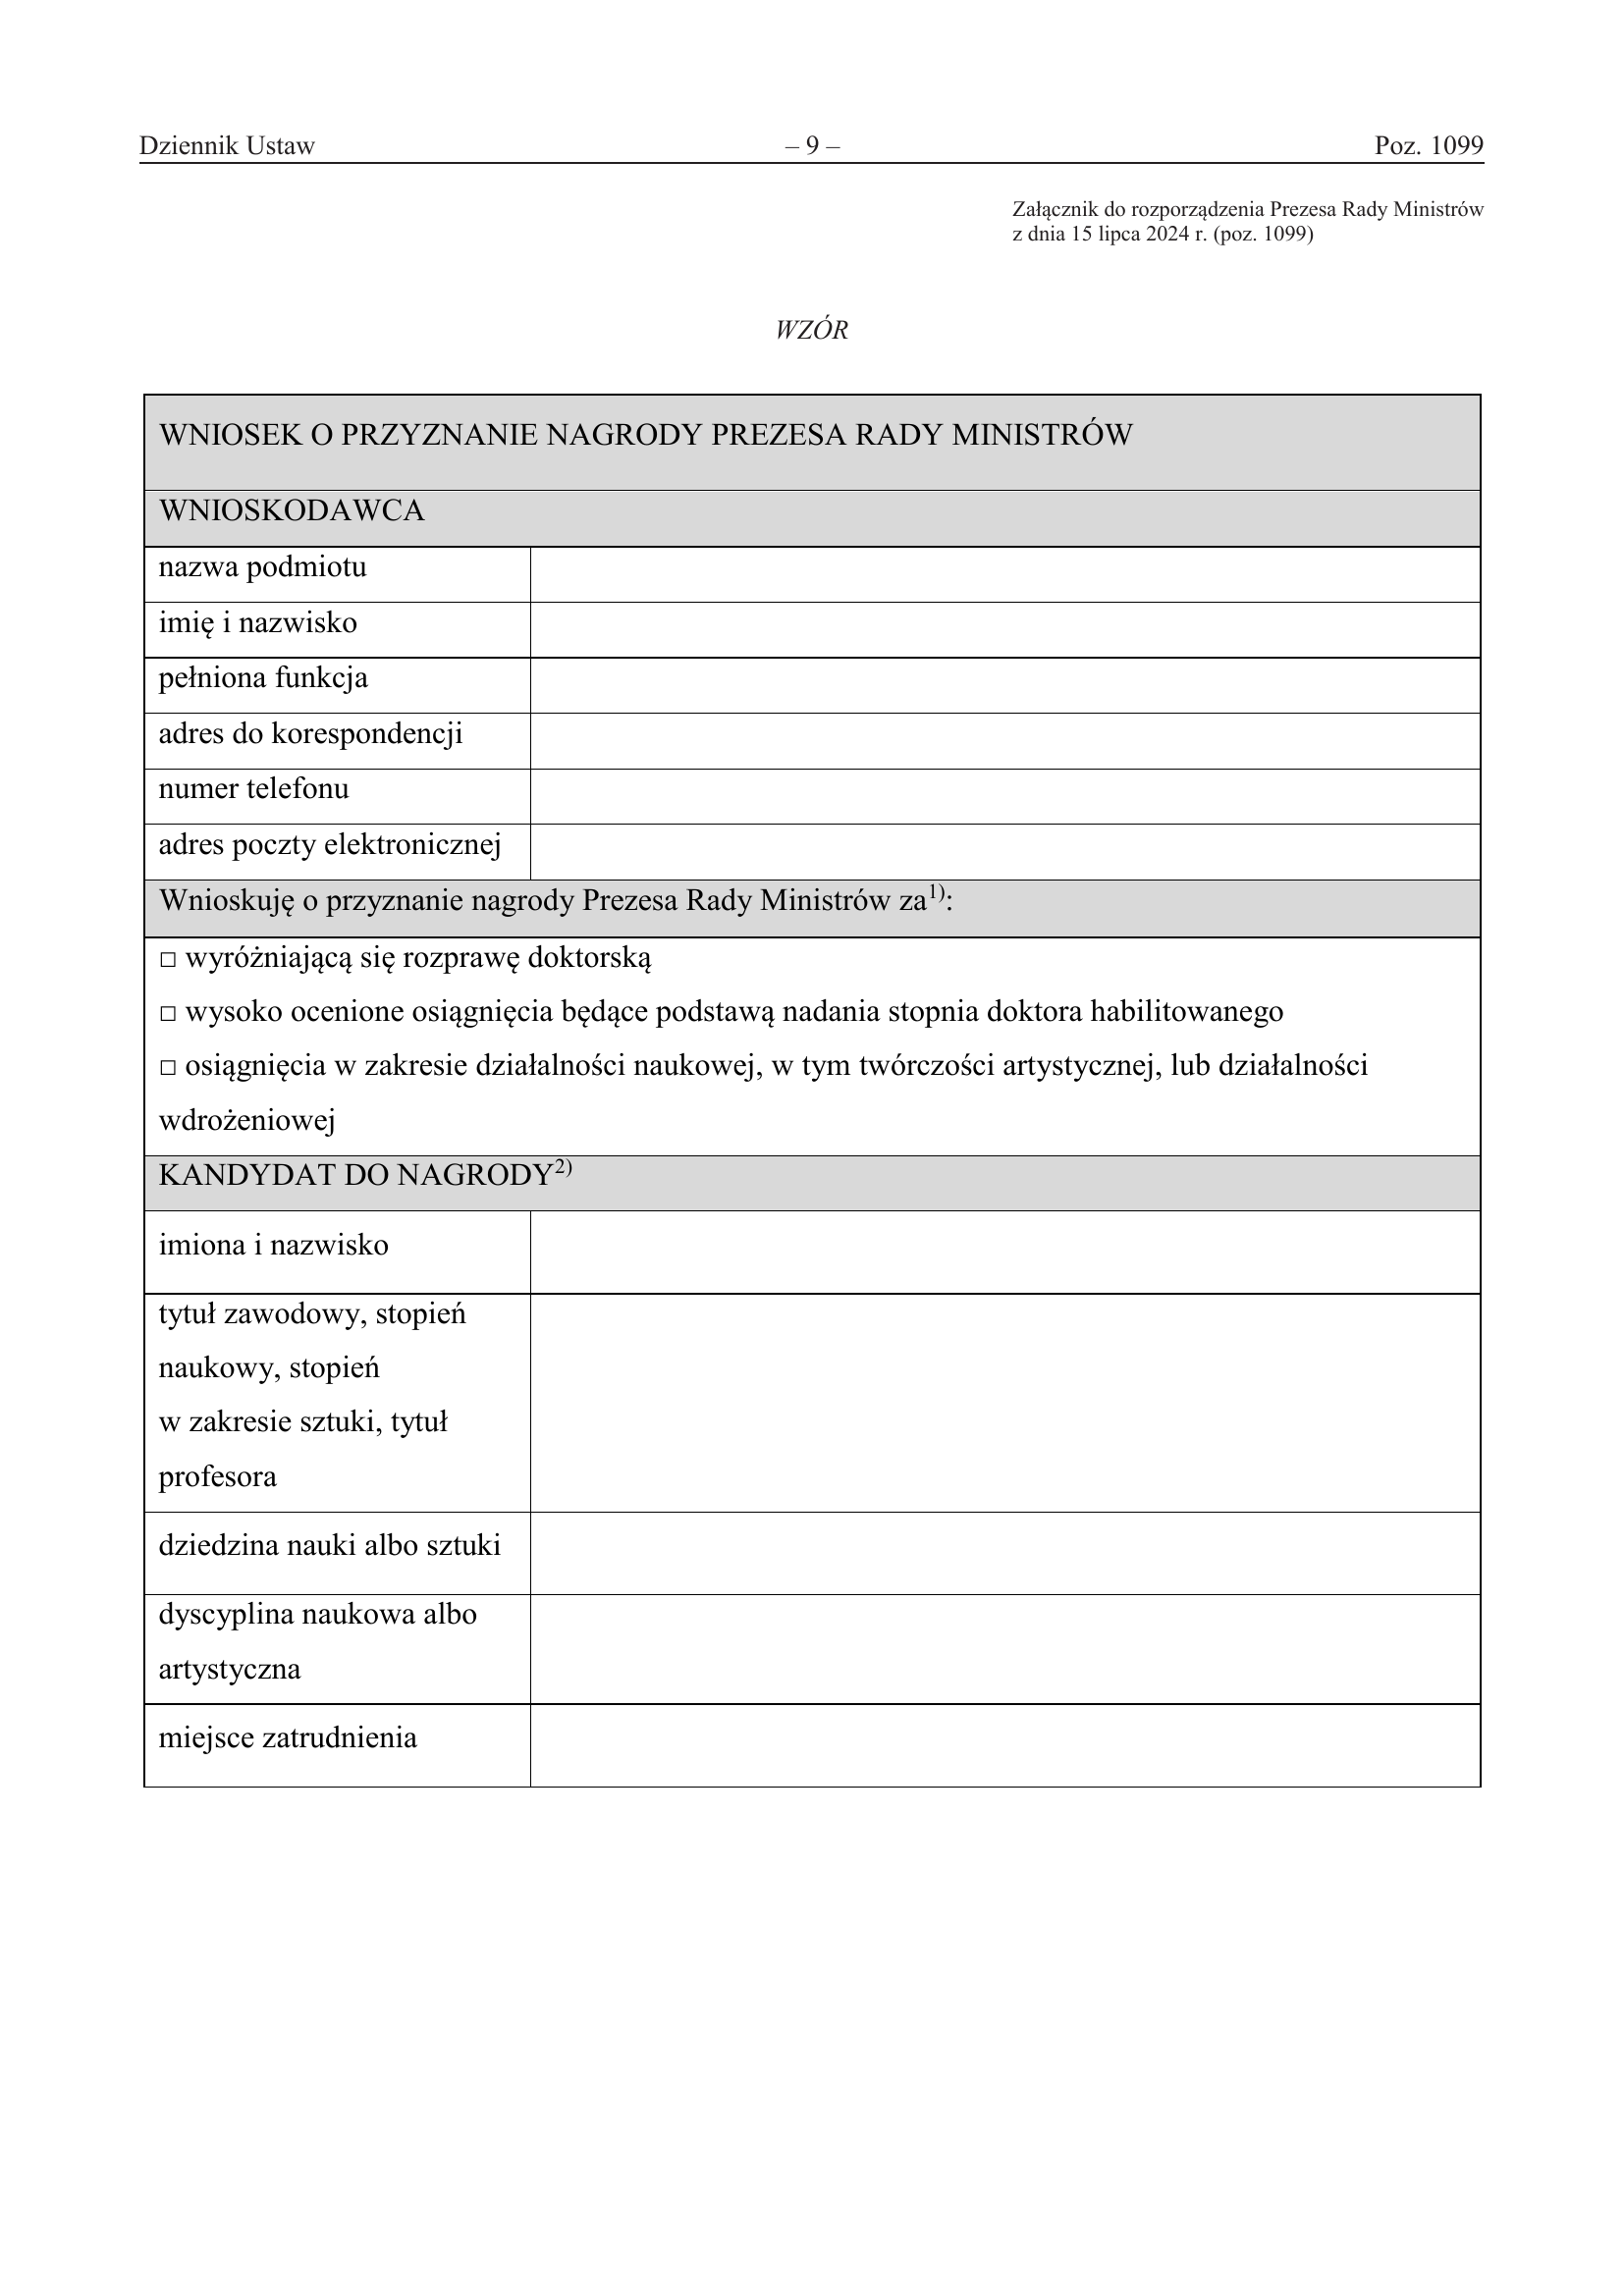 Dziennik Ustaw – 9 – Poz. 1099
Załącznik do rozporządzenia Prezesa Rady Ministrów
z dnia 15 lipca 2024 r. (poz. 1099)
WZÓR
WNIOSEK O PRZYZNANIE NAGRODY PREZESA RADY MINISTRÓW
WNIOSKODAWCA
nazwa podmiotu
imię i nazwisko
pełniona funkcja
adres do korespondencji
numer telefonu
adres poczty elektronicznej
Wnioskuję o przyznanie nagrody Prezesa Rady Ministrów za1):
□ wyróżniającą się rozprawę doktorską
□ wysoko ocenione osiągnięcia będące podstawą nadania stopnia doktora habilitowanego
□ osiągnięcia w zakresie działalności naukowej, w tym twórczości artystycznej, lub działalności
wdrożeniowej
KANDYDAT DO NAGRODY2)
imiona i nazwisko
tytuł zawodowy, stopień
naukowy, stopień
w zakresie sztuki, tytuł
profesora
dziedzina nauki albo sztuki
dyscyplina naukowa albo
artystyczna
miejsce zatrudnienia